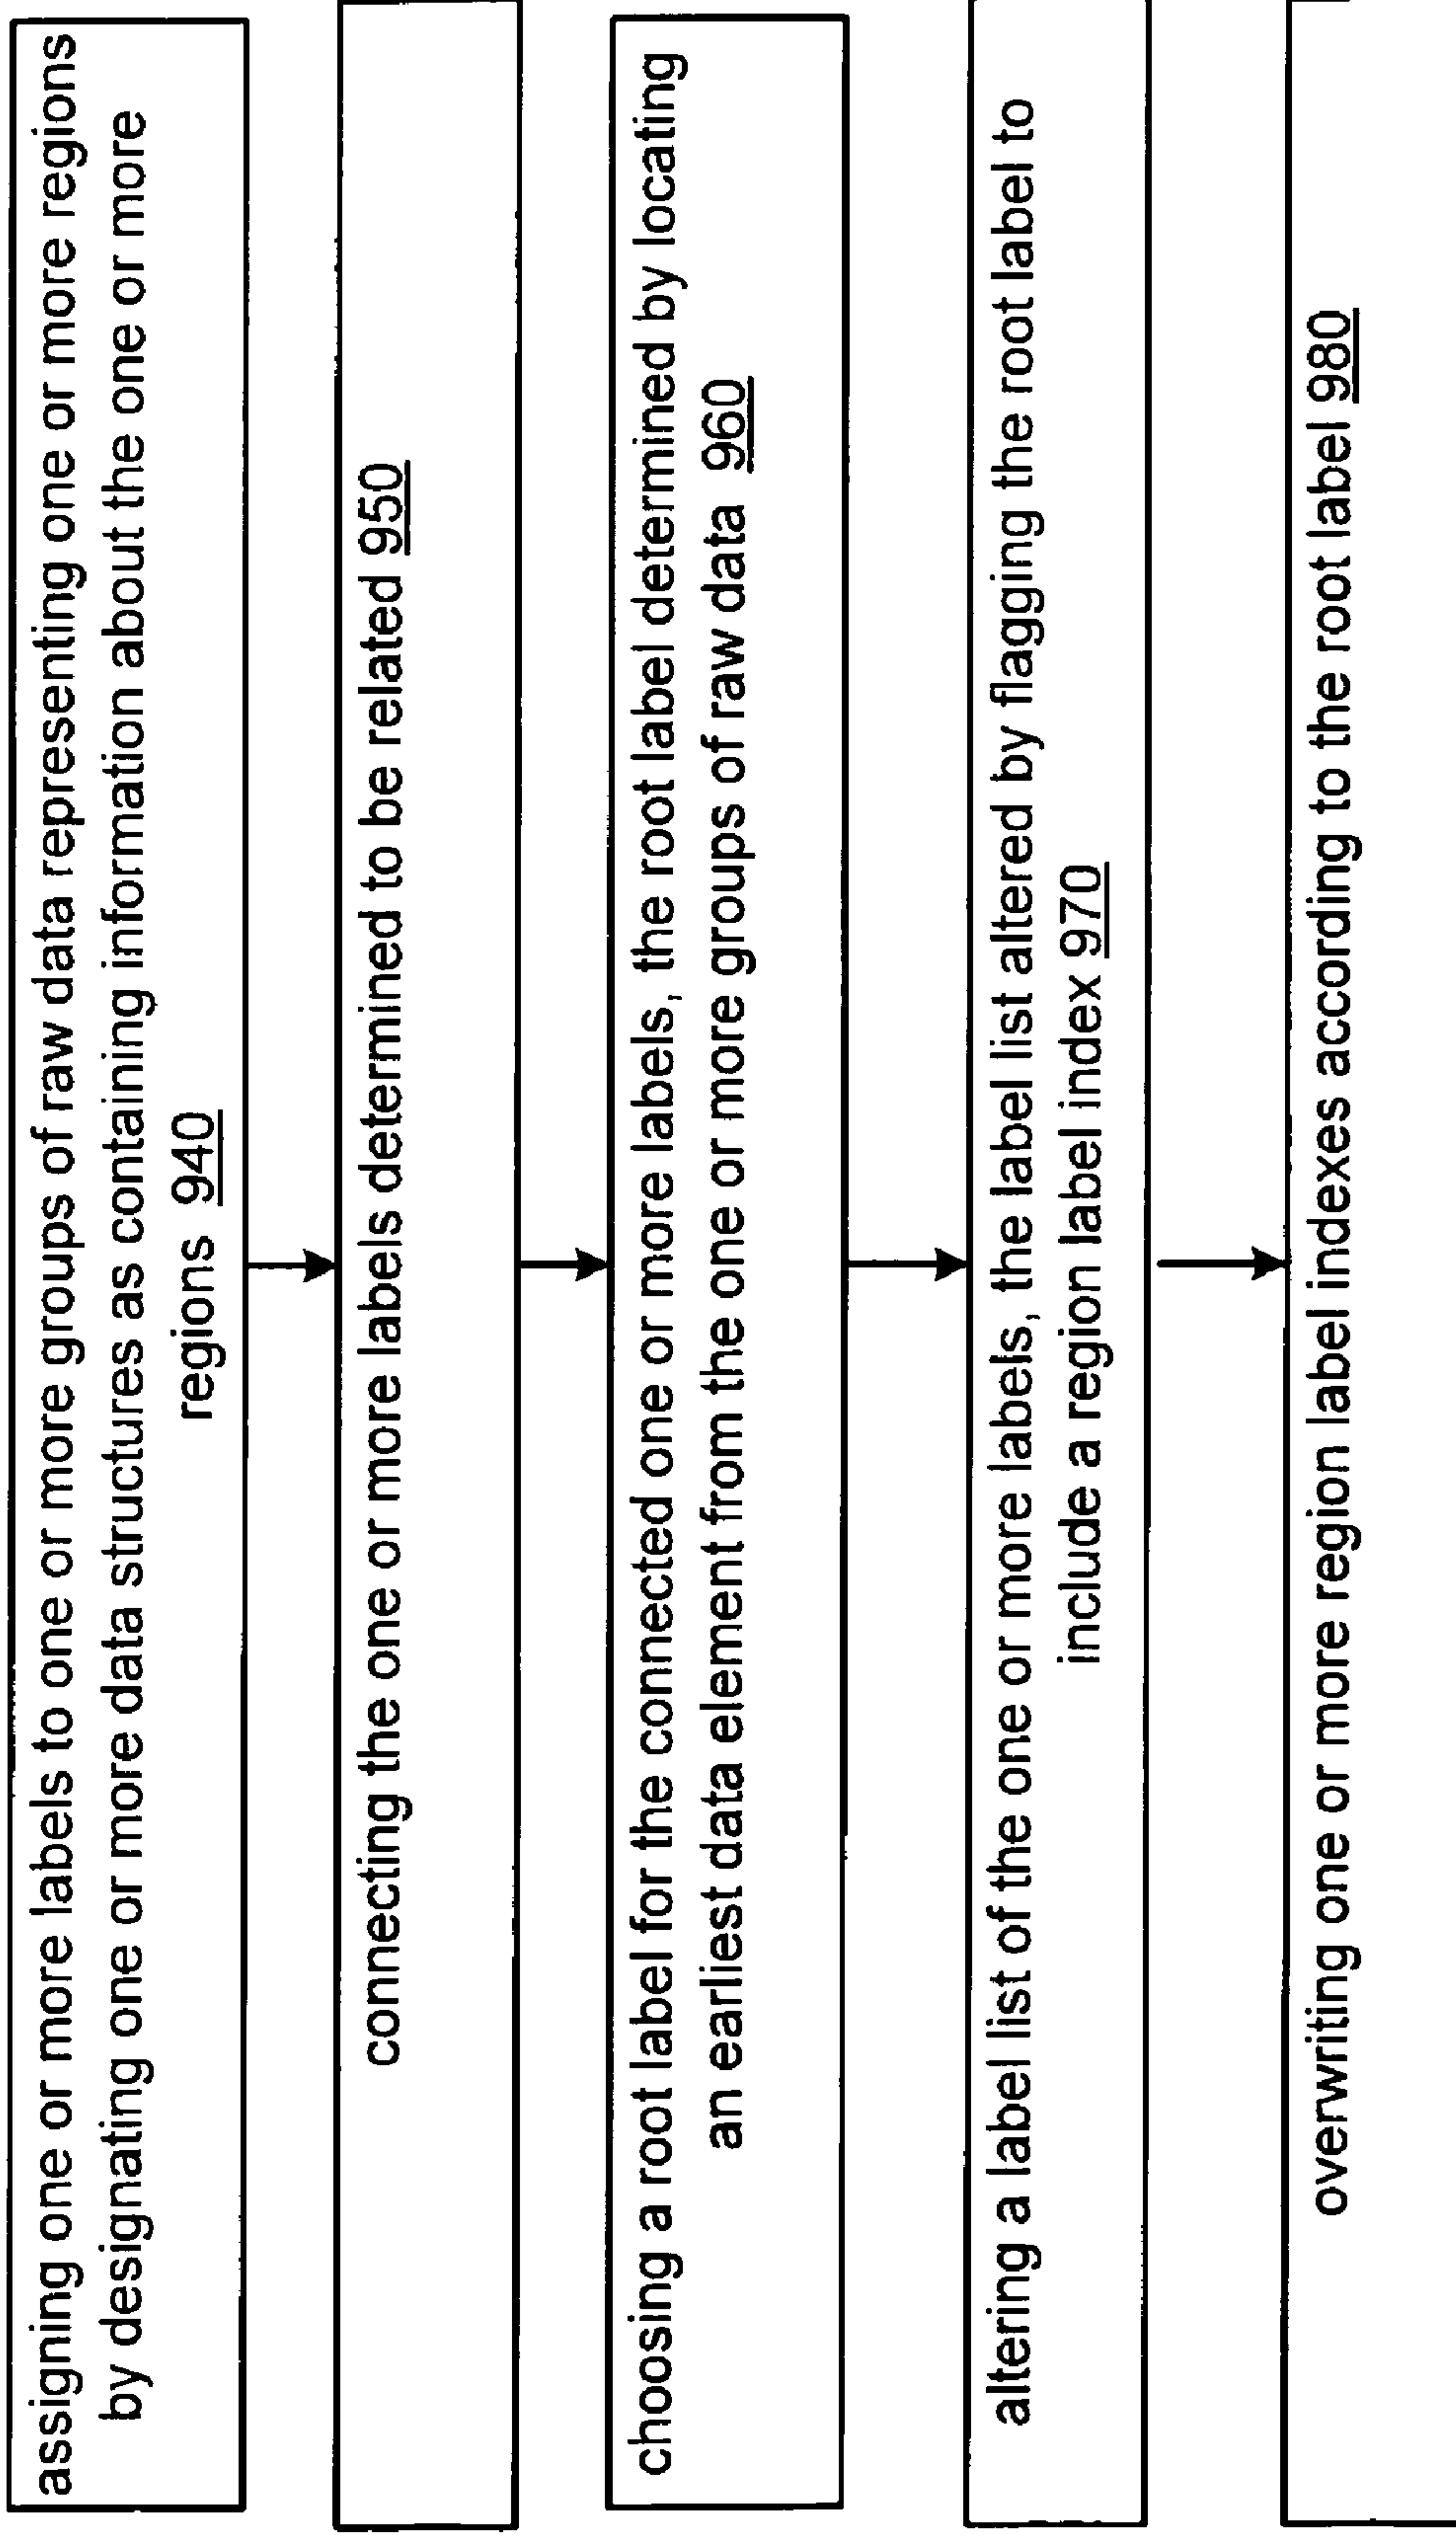 assigning one or more labels to one or more groups of raw data representing one or more regions
by designating one or more data structures as containing information about the one or more
regions 940
connecting the one or more labels determined to be related 950
choosing a root label for the connected one or more labels, the root label determined by locating
an earliest data element from the one or more groups of raw data 960
altering a label list of the one or more labels, the label list altered by flagging the root label to
include a region label index 970
overwriting one or more region label indexes according to the root label 980